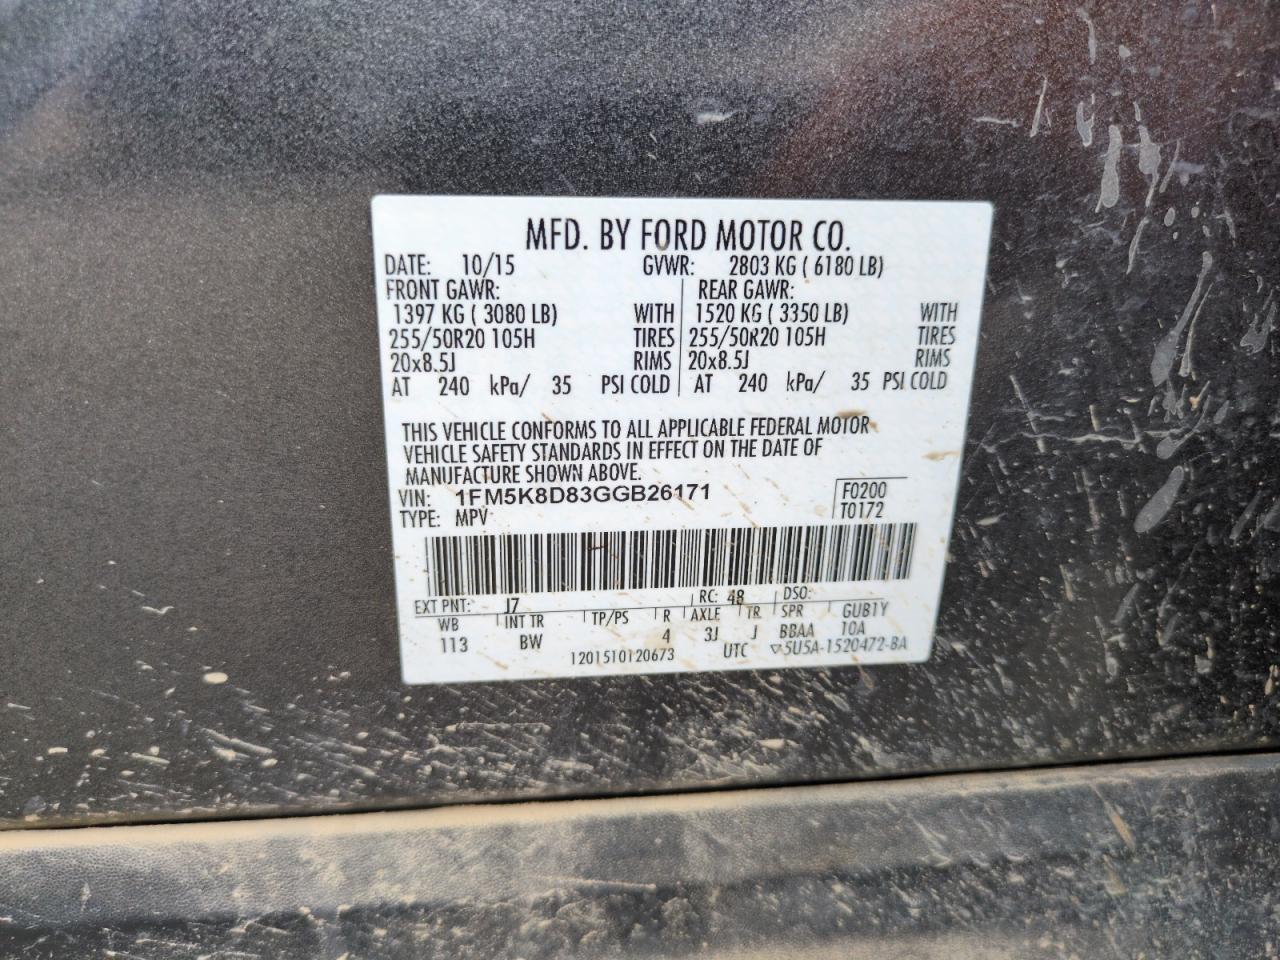 MFD. BY FORD MOTOR CO.
DATE: 10/15 GVWR: 2803 KG ( 6180 LB)
FRONT GAWR: REAR GAWR:
1397 KG ( 3080 LB) WITH 1520 KG ( 3350 LB) WITH
255/50R20 105H TIRES 255/50R20 105H TIRES
20x8.5J RIMS 20x8.5J RIMS
AT 240 kPa/ 35 PSI COLD AT 240 kPa/ 35 PSI COLD
THIS VEHICLE CONFORMS TO ALL APPLICABLE FEDERAL MOTOR
VEHICLE SAFETY STANDARDS IN EFFECT ON THE DATE OF
MANUFACTURE SHOWN ABOVE.
VIN: 1FM5K8D83GGB26171 F0200
TYPE: MPV T0172
EXT PNT: J7 RC: 48 DSO:
WB INT TR TP/PS R AXLE TR SPR GUB1Y
113 BW 4 3J J BBAA 10A
1201510120673 UTC ▽5U5A-1520472-BA